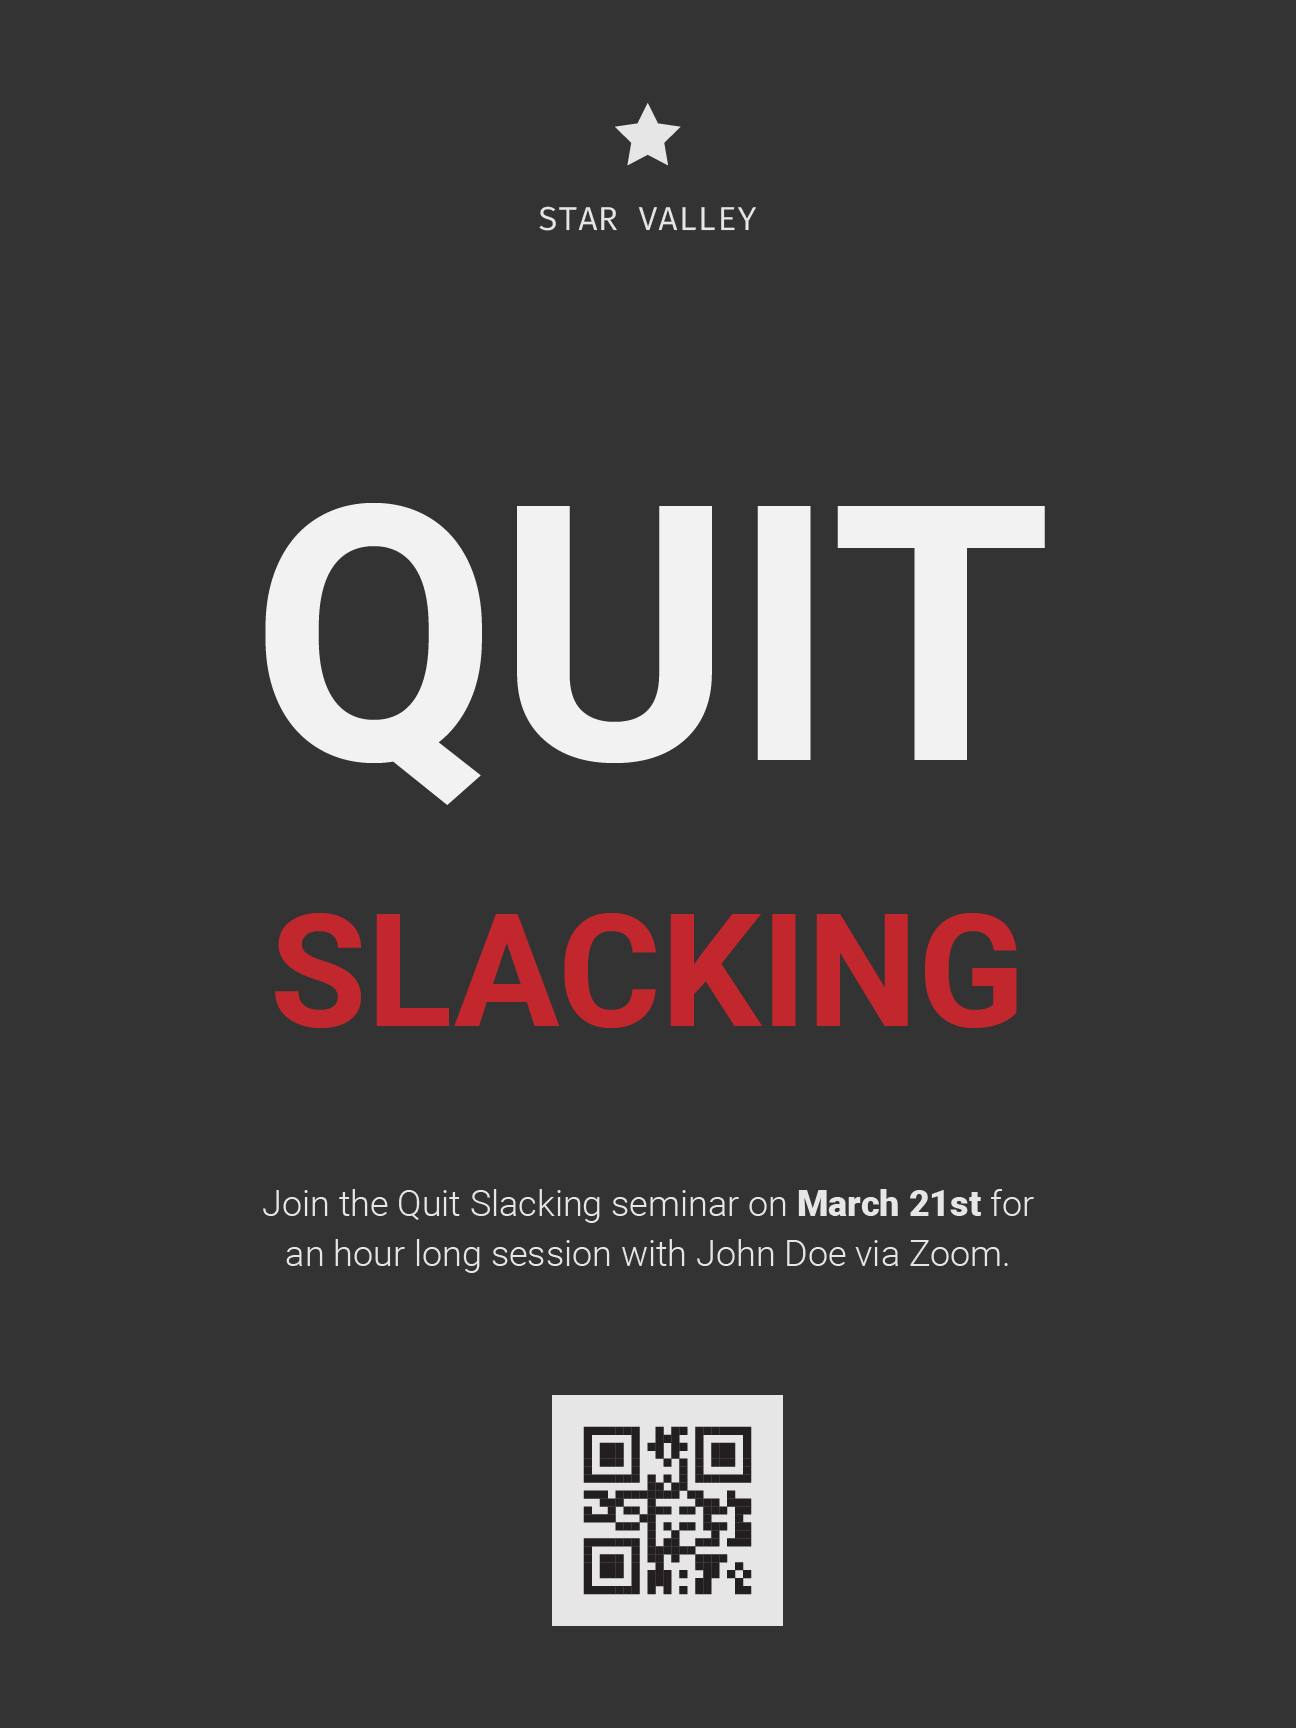 STAR VALLEY
QUIT
SLACKING
Join the Quit Slacking seminar on March 21st for
an hour long session with John Doe via Zoom.